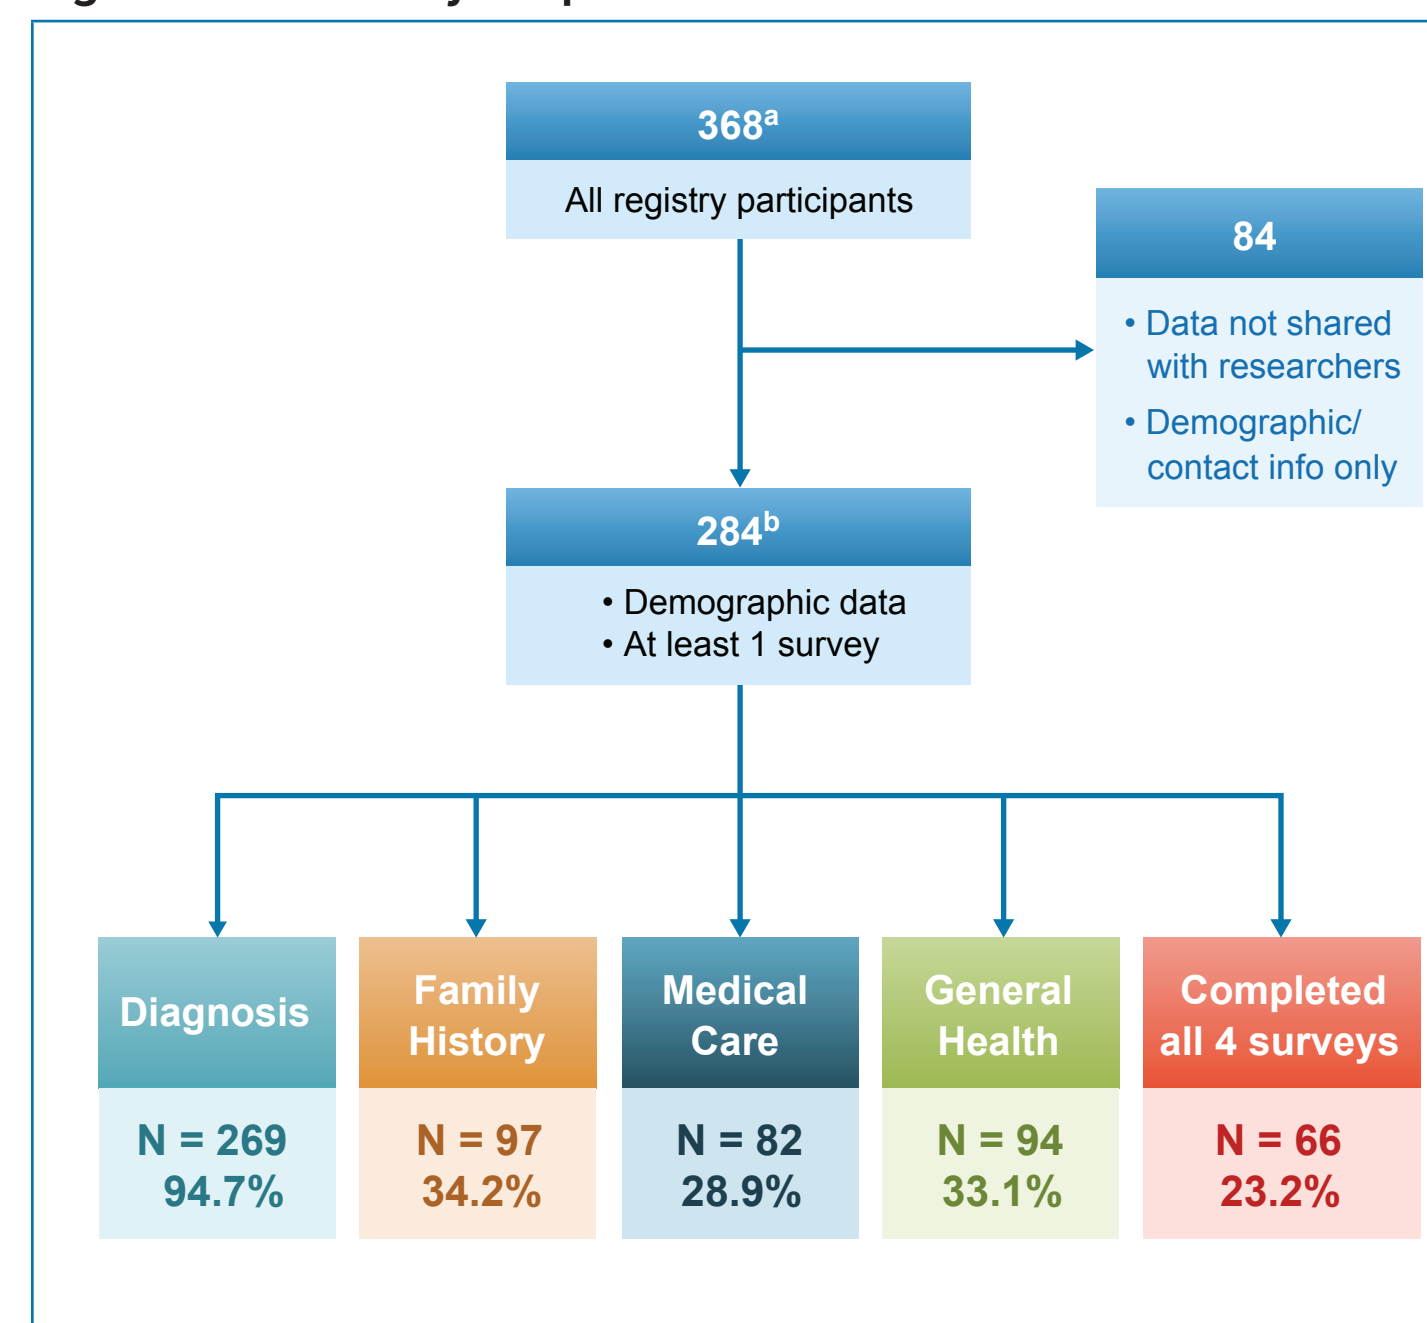 368a
All registry participants
84
• Data not shared
with researchers
• Demographic/
contact info only
284b
• Demographic data
• At least 1 survey
Diagnosis
N = 269
94.7%
Family
History
N = 97
34.2%
Medical
Care
N = 82
28.9%
General
Health
N = 94
33.1%
Completed
all 4 surveys
N = 66
23.2%